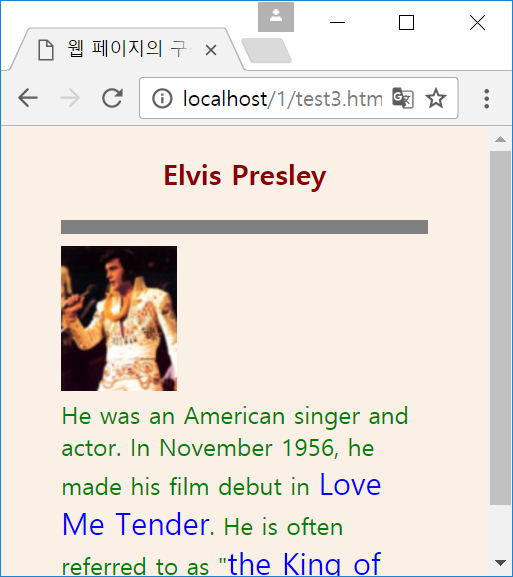 웹 페이지의 구
localhost/1/test3.htm
Elvis Presley
He was an American singer and
actor. In November 1956, he
made his film debut in Love
Me Tender. He is often
referred to as "the King of